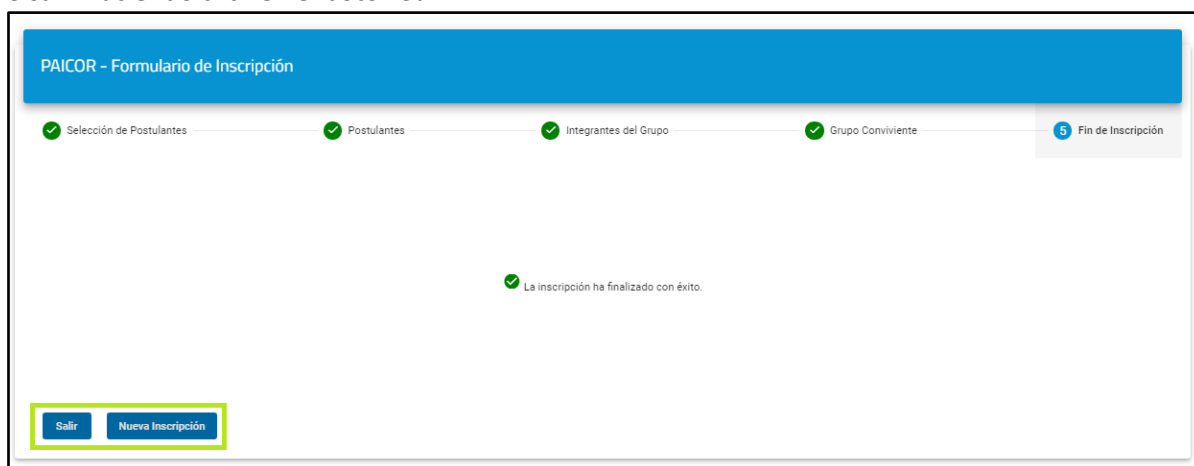 PAICOR - Formulario de Inscripción
Selección de Postulantes
Postulantes
Integrantes del Grupo
Grupo Conviviente
5 Fin de Inscripción
La inscripción ha finalizado con éxito.
Salir
Nueva Inscripción